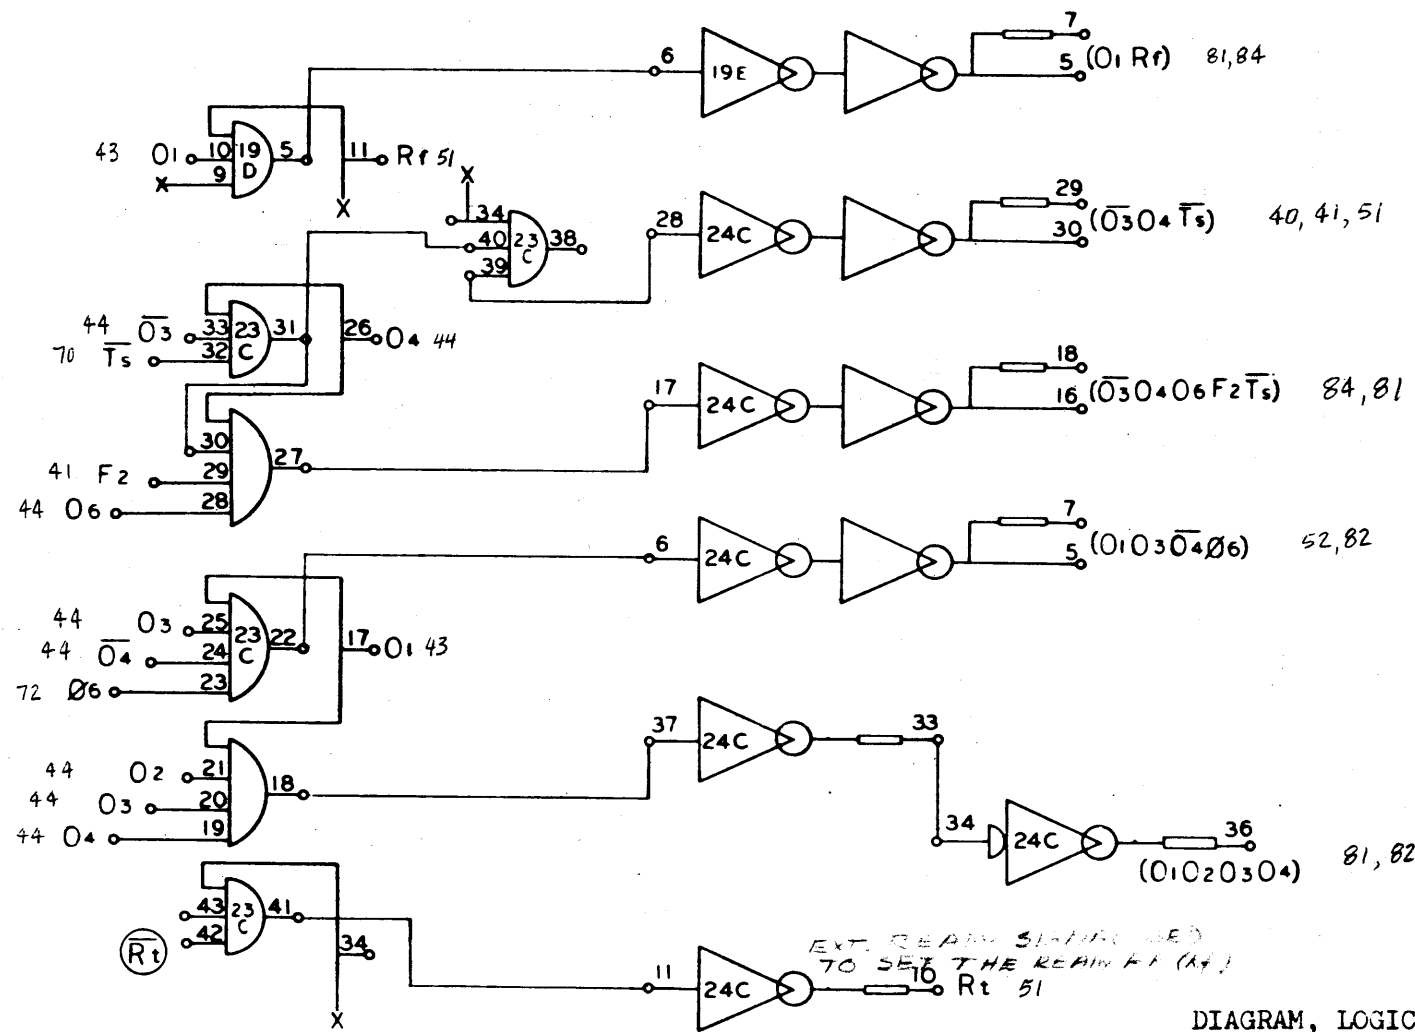 7
6
19E
5 (O1 Rf) 81,84
43 O1 10 19 D 5 11 Rf 51
9
X
X
X
34
29
28 24C (O̅3 O4 T̅s) 40, 41, 51
40 23 C 38
30
39
44 O̅3 33 23 C 31 26 O4 44
70 T̅s 32
18
17 24C 16 (O̅3 O4 O6 F2 T̅s) 84,81
30
27
41 F2 29
44 O6 28
7
6 24C 5 (O1 O3 O̅4 Ø6) 52,82
44 O3 25 23 C 22 17 O1 43
44 O̅4 24
72 Ø6 23
37 24C 33
44 O2 21 18
44 O3 20
44 O4 19
34 24C 36
(O1 O2 O3 O4) 81,82
43 23 C 41
R̅t 42
34
EXT.
TO SET THE
11 24C 16 Rt 51
X
DIAGRAM, LOGIC